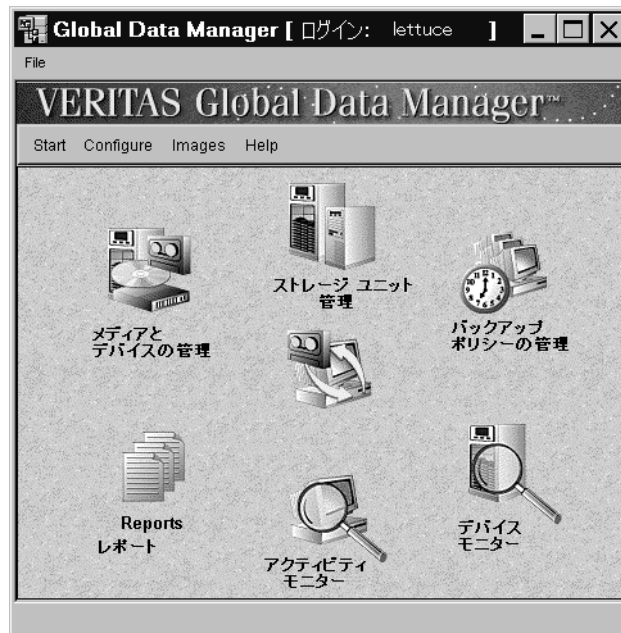 Global Data Manager [ ログイン: lettuce ]
File
VERITAS Global Data Manager™
Start Configure Images Help
ストレージ ユニット
管理
メディアと
デバイスの管理
バックアップ
ポリシーの管理
Reports
レポート
アクティビティ
モニター
デバイス
モニター